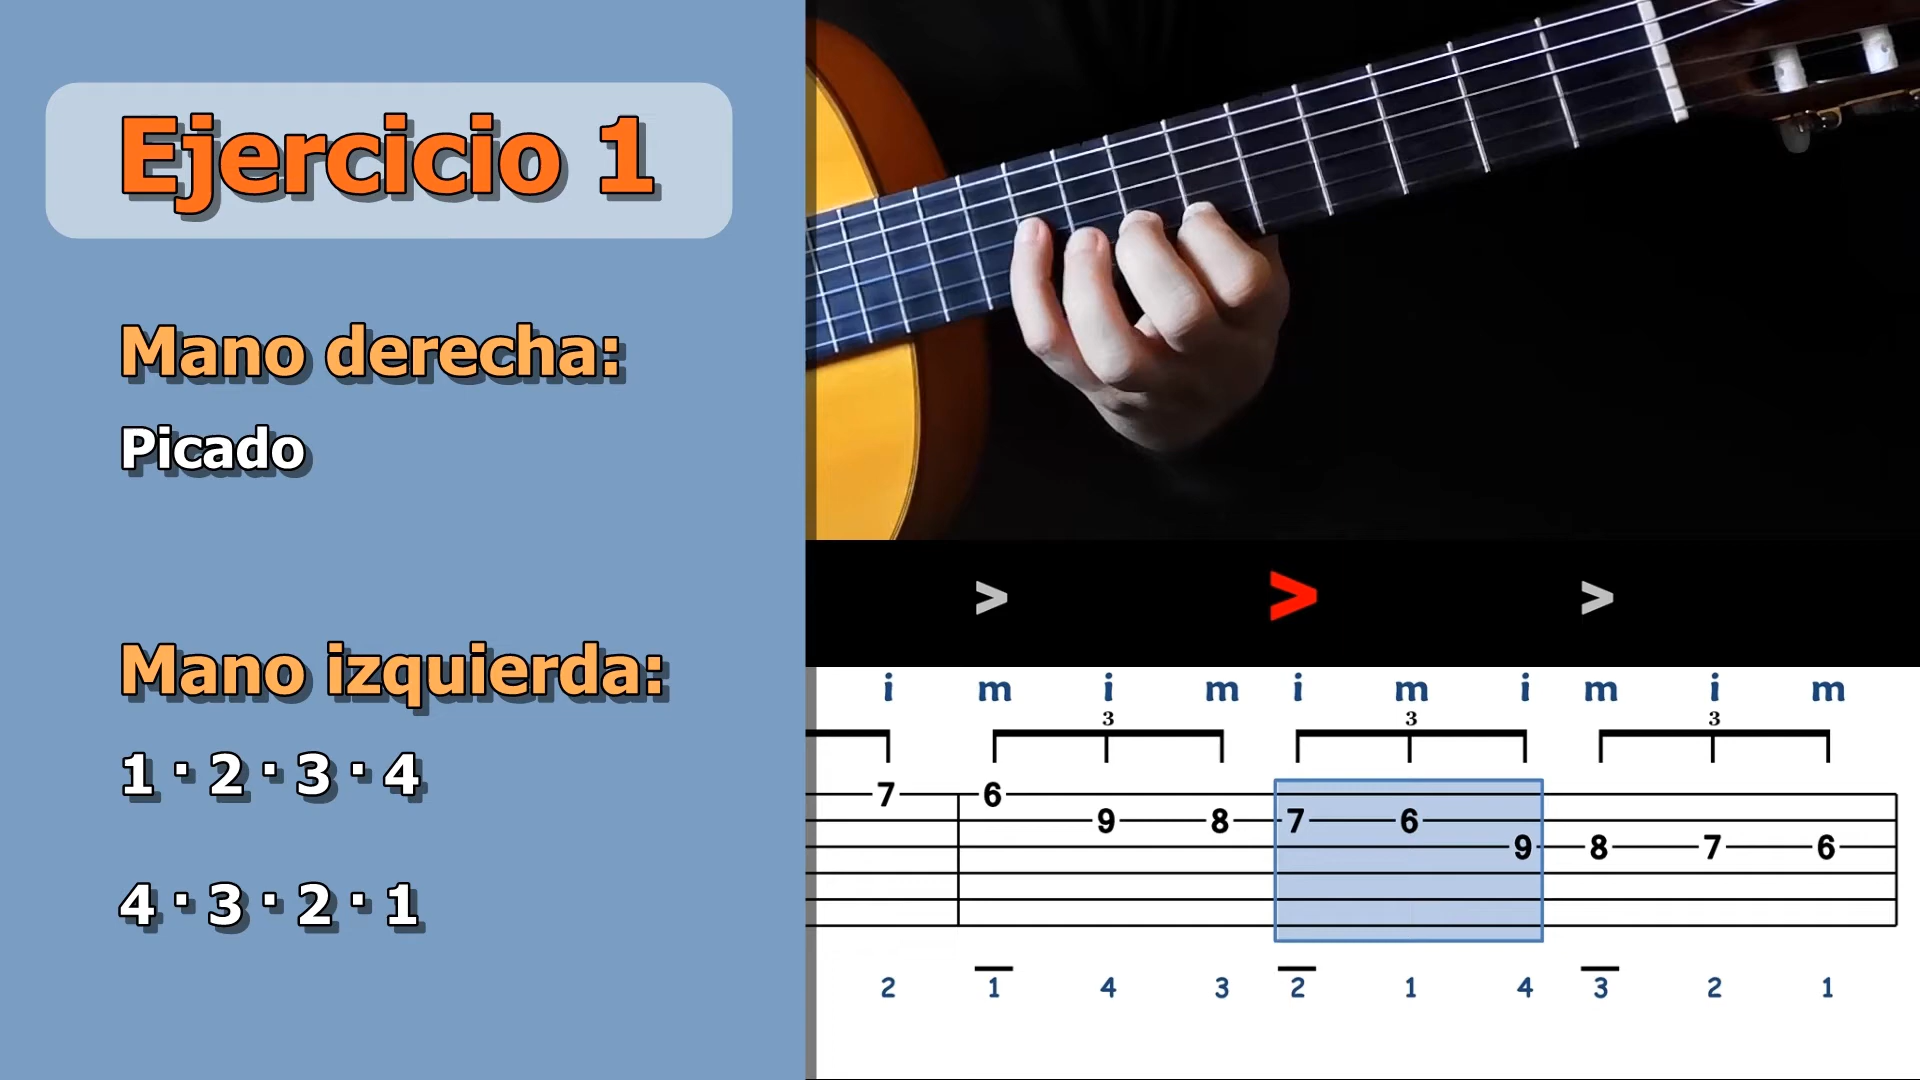 Ejercicio 1
Mano derecha:
Picado
Mano izquierda:
1 · 2 · 3 · 4
4 · 3 · 2 · 1
> > >
i m i m i m i m i m
3 3 3
7 6
9 8 7 6
9 8 7 6
2 1 4 3 2 1 4 3 2 1